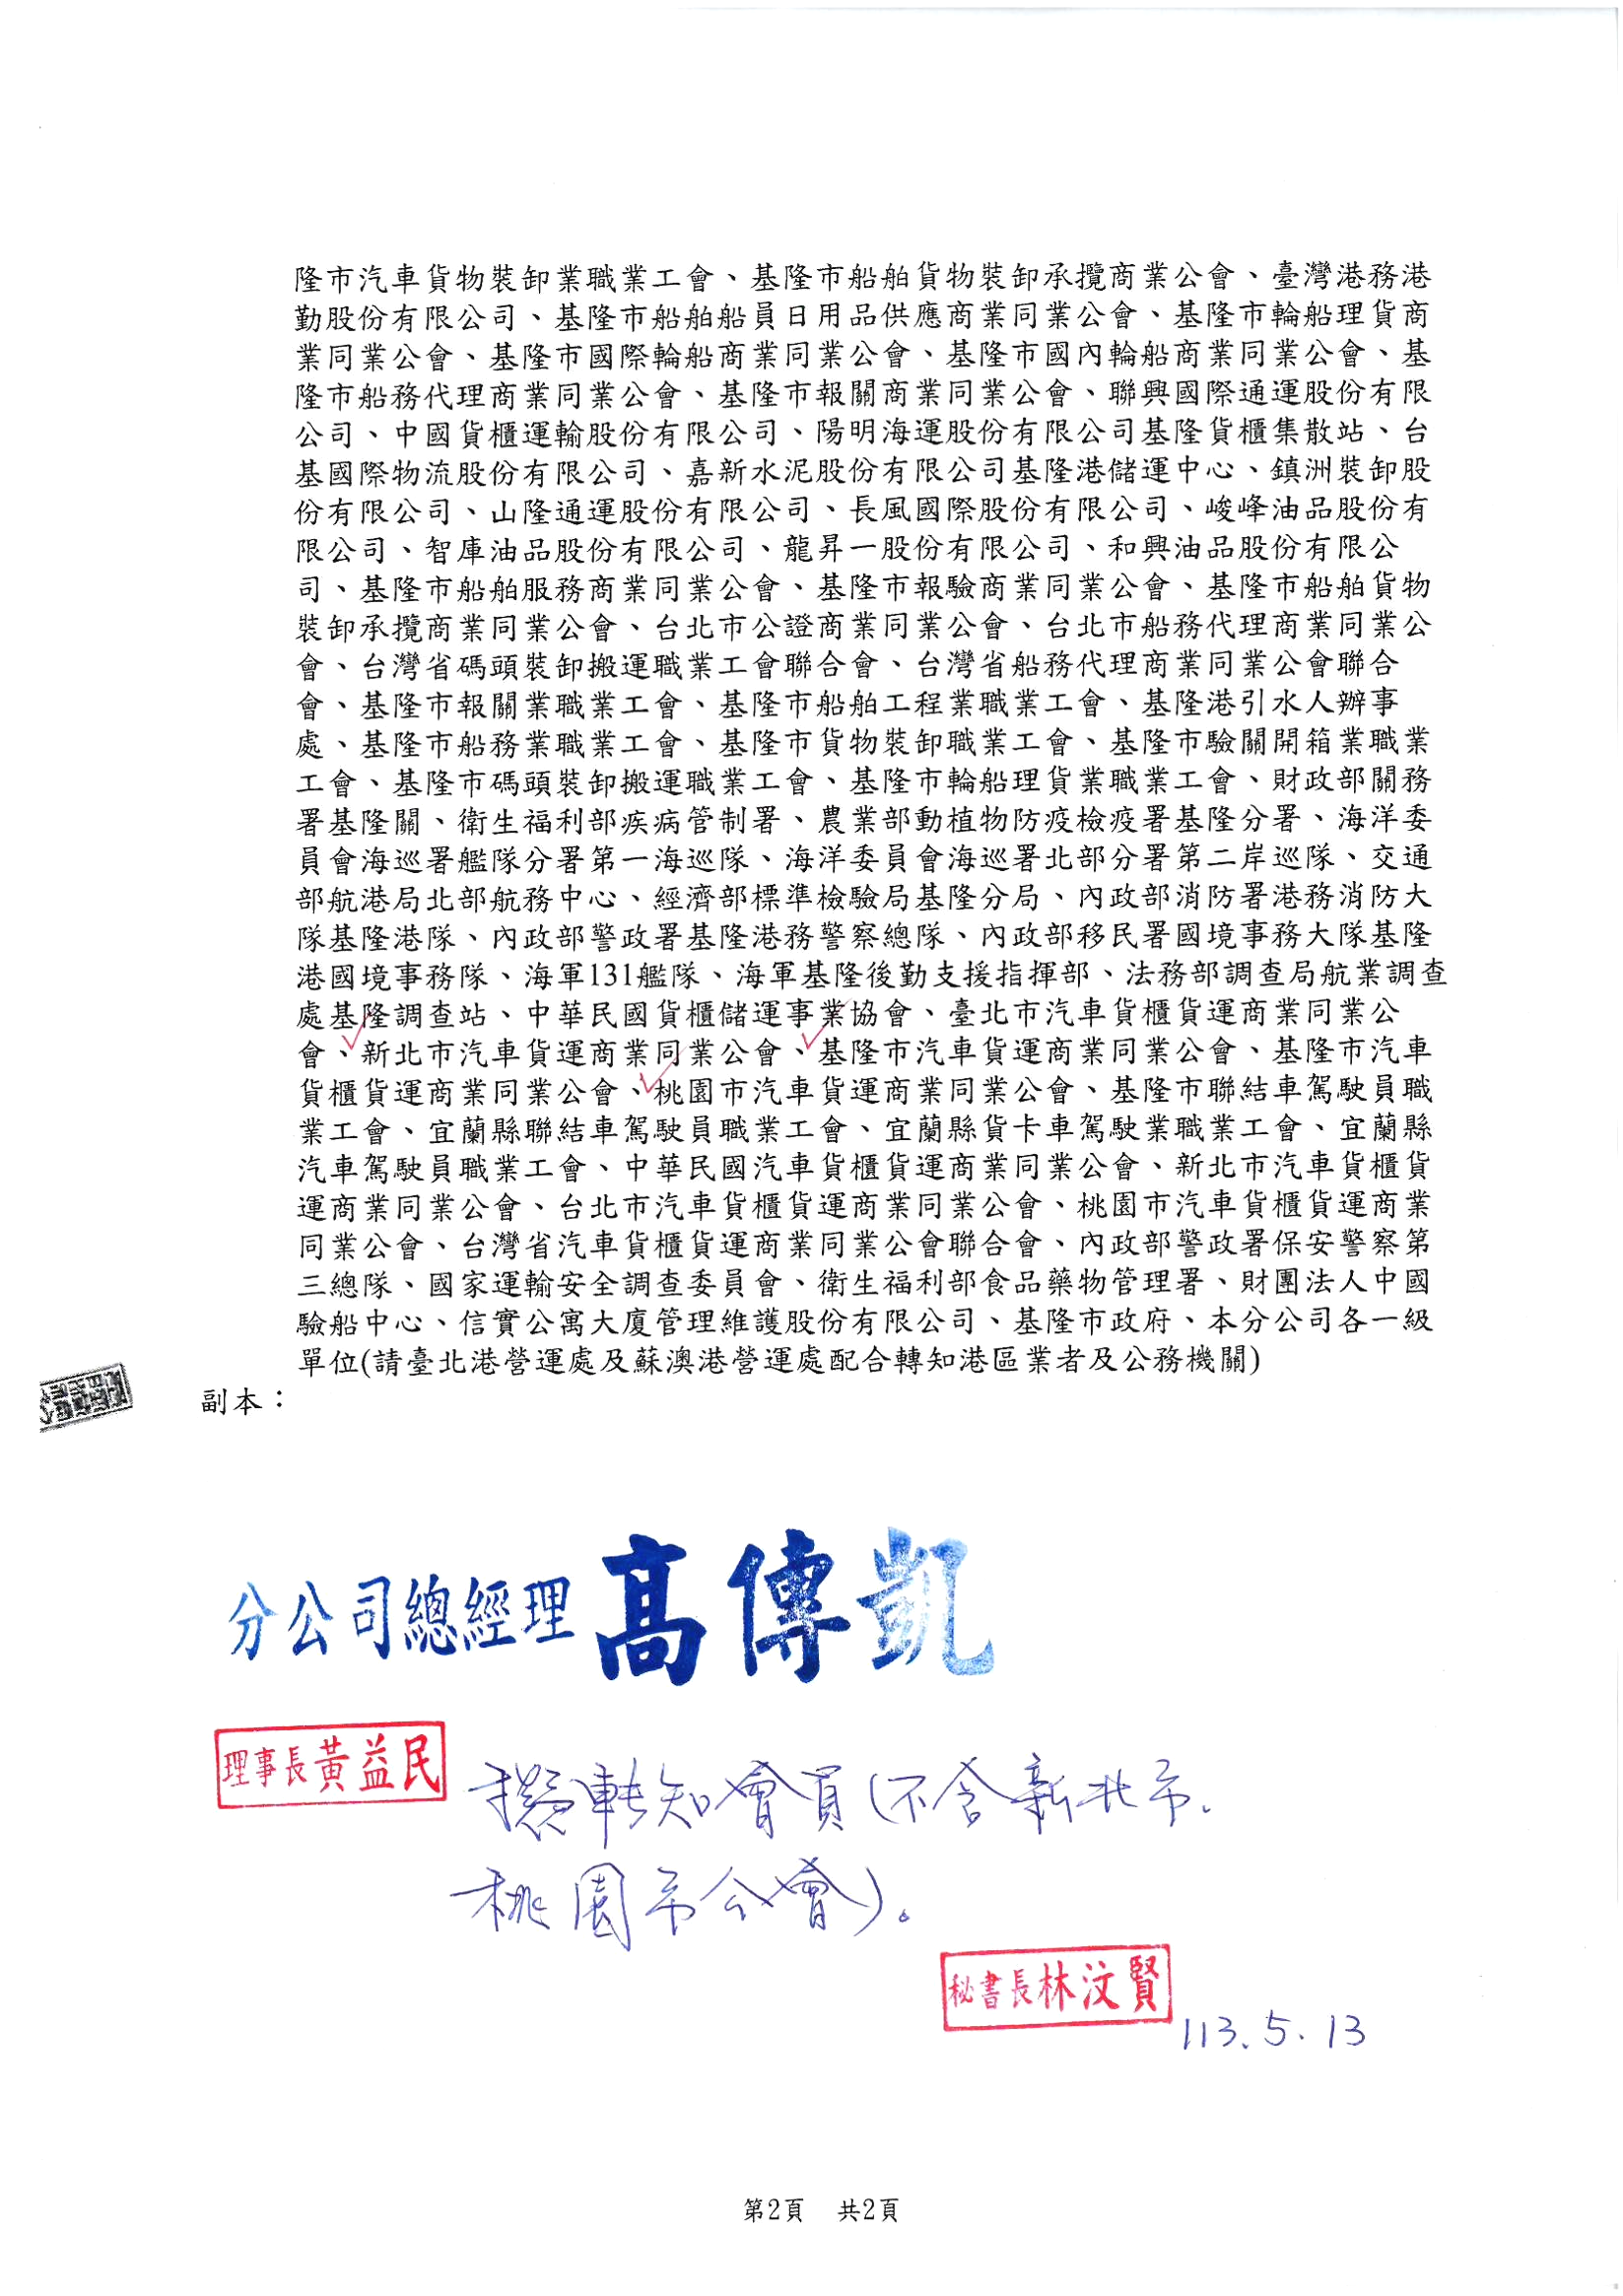 隆市汽車貨物裝卸業職業工會、基隆市船舶貨物裝卸承攬商業公會、臺灣港務港
勤股份有限公司、基隆市船舶船員日用品供應商業同業公會、基隆市輪船理貨商
業同業公會、基隆市國際輪船商業同業公會、基隆市國內輪船商業同業公會、基
隆市船務代理商業同業公會、基隆市報關商業同業公會、聯興國際通運股份有限
公司、中國貨櫃運輸股份有限公司、陽明海運股份有限公司基隆貨櫃集散站、台
基國際物流股份有限公司、嘉新水泥股份有限公司基隆港儲運中心、鎮洲裝卸股
份有限公司、山隆通運股份有限公司、長風國際股份有限公司、峻峰油品股份有
限公司、智庫油品股份有限公司、龍昇一股份有限公司、和興油品股份有限公
司、基隆市船舶服務商業同業公會、基隆市報驗商業同業公會、基隆市船舶貨物
裝卸承攬商業同業公會、台北市公證商業同業公會、台北市船務代理商業同業公
會、台灣省碼頭裝卸搬運職業工會聯合會、台灣省船務代理商業同業公會聯合
會、基隆市報關業職業工會、基隆市船舶工程業職業工會、基隆港引水人辦事
處、基隆市船務業職業工會、基隆市貨物裝卸職業工會、基隆市驗關開箱業職業
工會、基隆市碼頭裝卸搬運職業工會、基隆市輪船理貨業職業工會、財政部關務
署基隆關、衛生福利部疾病管制署、農業部動植物防疫檢疫署基隆分署、海洋委
員會海巡署艦隊分署第一海巡隊、海洋委員會海巡署北部分署第二岸巡隊、交通
部航港局北部航務中心、經濟部標準檢驗局基隆分局、內政部消防署港務消防大
隊基隆港隊、內政部警政署基隆港務警察總隊、內政部移民署國境事務大隊基隆
港國境事務隊、海軍131艦隊、海軍基隆後勤支援指揮部、法務部調查局航業調查
處基隆調查站、中華民國貨櫃儲運事業協會、臺北市汽車貨櫃貨運商業同業公
會、新北市汽車貨運商業同業公會、基隆市汽車貨運商業同業公會、基隆市汽車
貨櫃貨運商業同業公會、桃園市汽車貨運商業同業公會、基隆市聯結車駕駛員職
業工會、宜蘭縣聯結車駕駛員職業工會、宜蘭縣貨卡車駕駛業職業工會、宜蘭縣
汽車駕駛員職業工會、中華民國汽車貨櫃貨運商業同業公會、新北市汽車貨櫃貨
運商業同業公會、台北市汽車貨櫃貨運商業同業公會、桃園市汽車貨櫃貨運商業
同業公會、台灣省汽車貨櫃貨運商業同業公會聯合會、內政部警政署保安警察第
三總隊、國家運輸安全調查委員會、衛生福利部食品藥物管理署、財團法人中國
驗船中心、信實公寓大廈管理維護股份有限公司、基隆市政府、本分公司各一級
單位(請臺北港營運處及蘇澳港營運處配合轉知港區業者及公務機關)
副本：
分公司總經理高傳凱
理事長黃益民
擬轉知會員(不含新北市、
桃園市公會)。
秘書長林汶賢
113.5.13
第2頁 共2頁